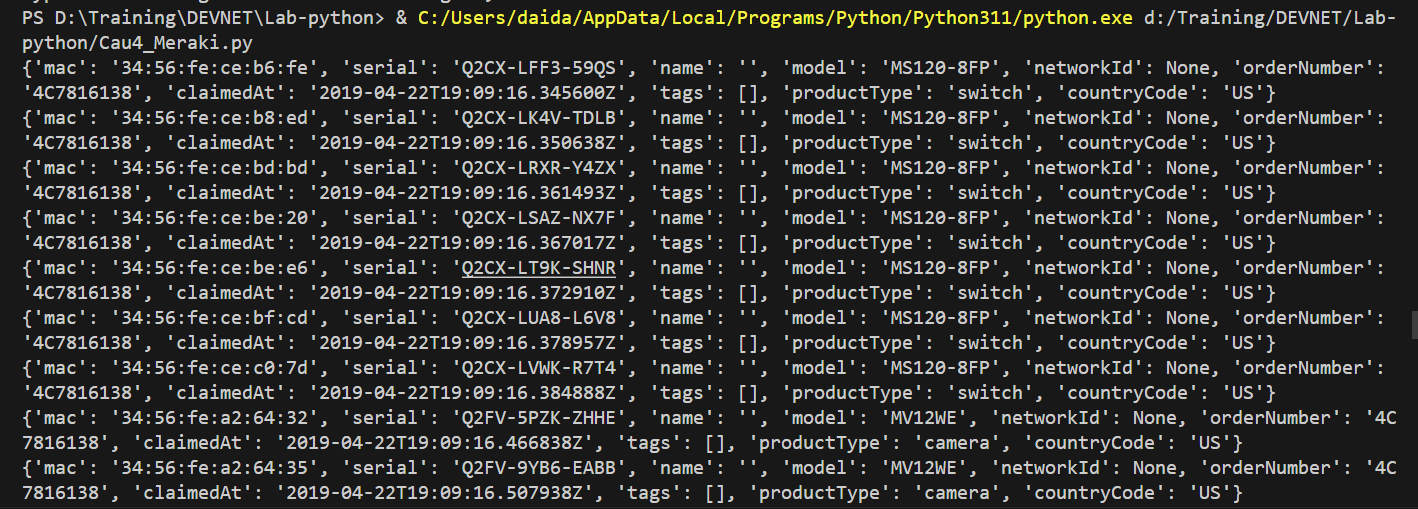 PS D:\Training\DEVNET\Lab-python> & C:/Users/daida/AppData/Local/Programs/Python/Python311/python.exe d:/Training/DEVNET/Lab-
python/Cau4_Meraki.py
{'mac': '34:56:fe:ce:b6:fe', 'serial': 'Q2CX-LFF3-59QS', 'name': '', 'model': 'MS120-8FP', 'networkId': None, 'orderNumber':
'4C7816138', 'claimedAt': '2019-04-22T19:09:16.345600Z', 'tags': [], 'productType': 'switch', 'countryCode': 'US'}
{'mac': '34:56:fe:ce:b8:ed', 'serial': 'Q2CX-LK4V-TDLB', 'name': '', 'model': 'MS120-8FP', 'networkId': None, 'orderNumber':
'4C7816138', 'claimedAt': '2019-04-22T19:09:16.350638Z', 'tags': [], 'productType': 'switch', 'countryCode': 'US'}
{'mac': '34:56:fe:ce:bd:bd', 'serial': 'Q2CX-LRXR-Y4ZX', 'name': '', 'model': 'MS120-8FP', 'networkId': None, 'orderNumber':
'4C7816138', 'claimedAt': '2019-04-22T19:09:16.361493Z', 'tags': [], 'productType': 'switch', 'countryCode': 'US'}
{'mac': '34:56:fe:ce:be:20', 'serial': 'Q2CX-LSAZ-NX7F', 'name': '', 'model': 'MS120-8FP', 'networkId': None, 'orderNumber':
'4C7816138', 'claimedAt': '2019-04-22T19:09:16.367017Z', 'tags': [], 'productType': 'switch', 'countryCode': 'US'}
{'mac': '34:56:fe:ce:be:e6', 'serial': 'Q2CX-LT9K-SHNR', 'name': '', 'model': 'MS120-8FP', 'networkId': None, 'orderNumber':
'4C7816138', 'claimedAt': '2019-04-22T19:09:16.372910Z', 'tags': [], 'productType': 'switch', 'countryCode': 'US'}
{'mac': '34:56:fe:ce:bf:cd', 'serial': 'Q2CX-LUA8-L6V8', 'name': '', 'model': 'MS120-8FP', 'networkId': None, 'orderNumber':
'4C7816138', 'claimedAt': '2019-04-22T19:09:16.378957Z', 'tags': [], 'productType': 'switch', 'countryCode': 'US'}
{'mac': '34:56:fe:ce:c0:7d', 'serial': 'Q2CX-LVWK-R7T4', 'name': '', 'model': 'MS120-8FP', 'networkId': None, 'orderNumber':
'4C7816138', 'claimedAt': '2019-04-22T19:09:16.384888Z', 'tags': [], 'productType': 'switch', 'countryCode': 'US'}
{'mac': '34:56:fe:a2:64:32', 'serial': 'Q2FV-5PZK-ZHHE', 'name': '', 'model': 'MV12WE', 'networkId': None, 'orderNumber': '4C
7816138', 'claimedAt': '2019-04-22T19:09:16.466838Z', 'tags': [], 'productType': 'camera', 'countryCode': 'US'}
{'mac': '34:56:fe:a2:64:35', 'serial': 'Q2FV-9YB6-EABB', 'name': '', 'model': 'MV12WE', 'networkId': None, 'orderNumber': '4C
7816138', 'claimedAt': '2019-04-22T19:09:16.507938Z', 'tags': [], 'productType': 'camera', 'countryCode': 'US'}